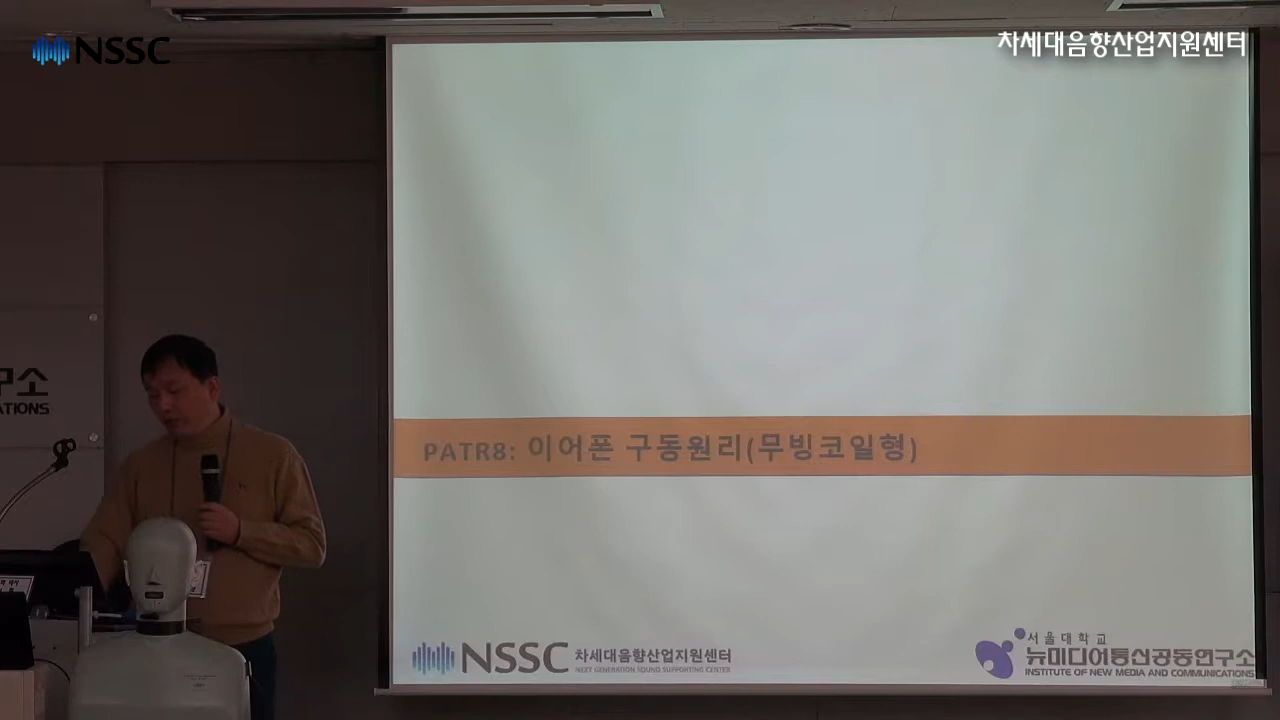 NSSC
차세대음향산업지원센터
구소
ATIONS
PATR8: 이어폰 구동원리(무빙코일형)
NSSC 차세대음향산업지원센터
NEXT GENERATION SOUND SUPPORTING CENTER
서울대학교
뉴미디어통신공동연구소
INSTITUTE OF NEW MEDIA AND COMMUNICATIONS